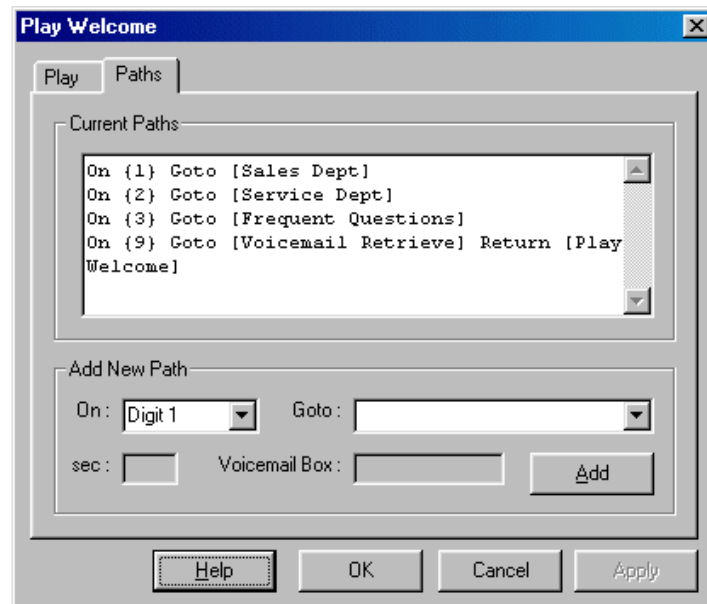 Play Welcome
Play
Paths
Current Paths
On {1} Goto [Sales Dept]
On {2} Goto [Service Dept]
On {3} Goto [Frequent Questions]
On {9} Goto [Voicemail Retrieve] Return [Play
Welcome]
Add New Path
On : Digit 1 Goto :
sec : Voicemail Box : Add
Help OK Cancel Apply